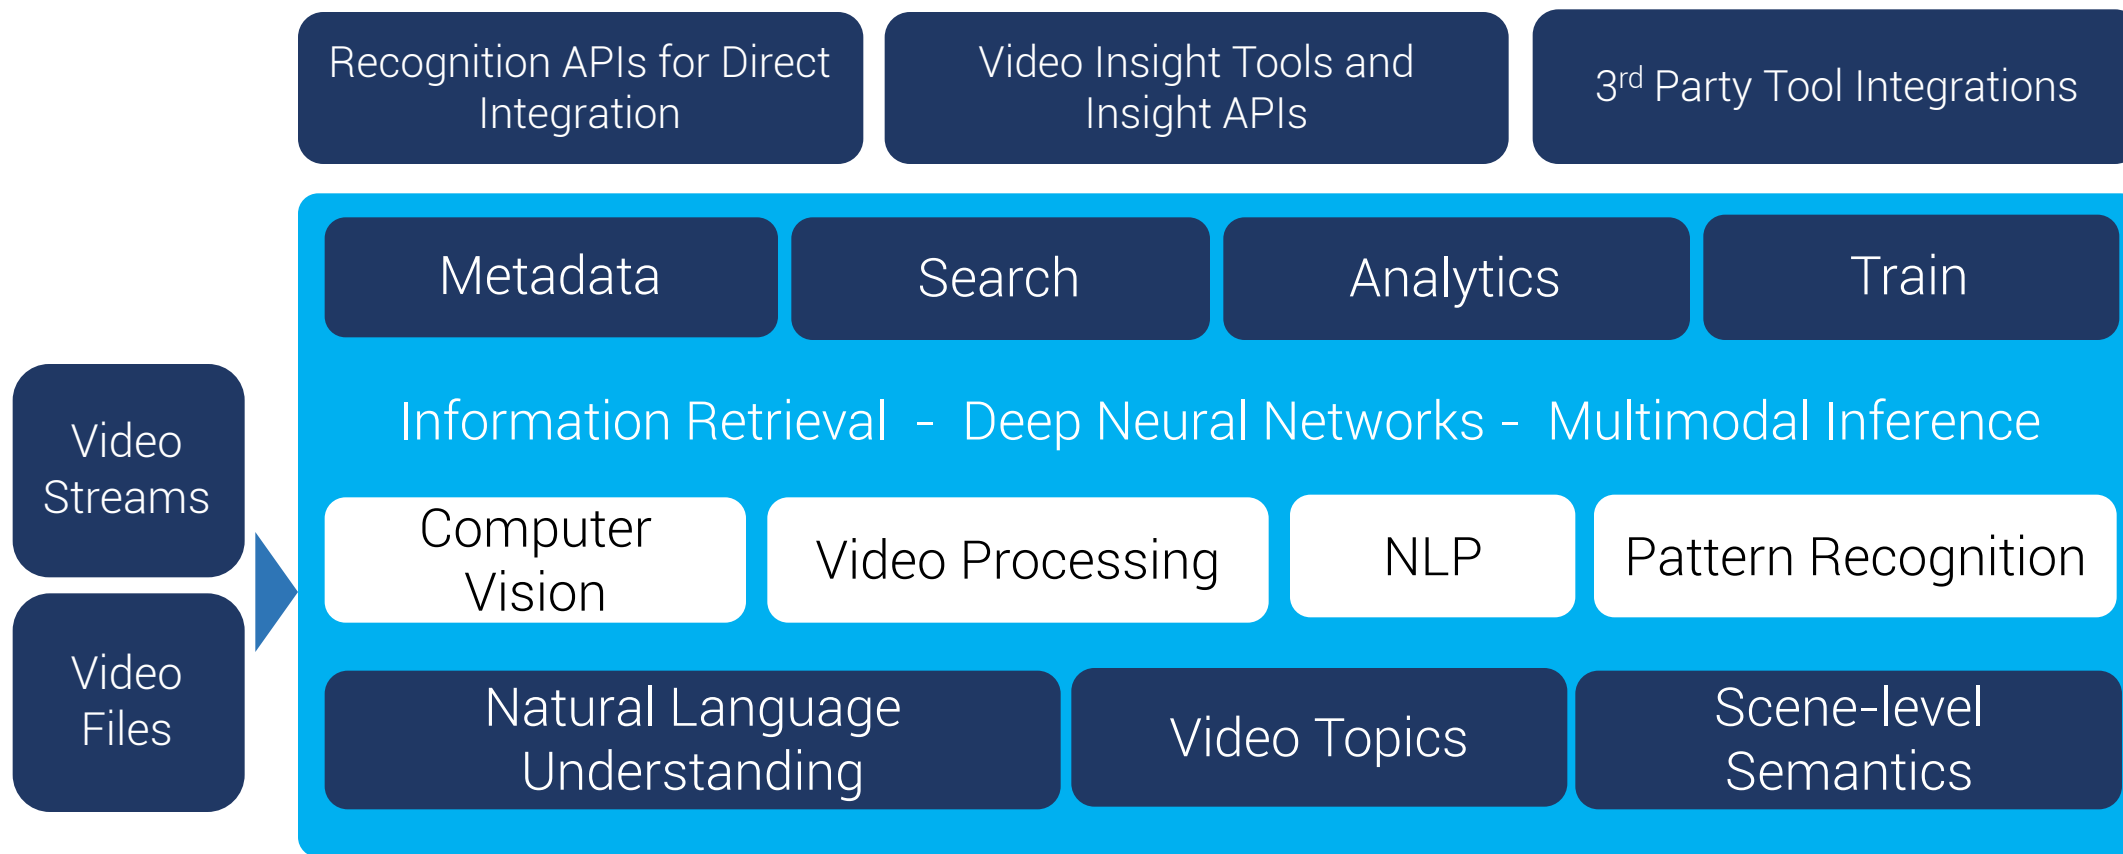 Recognition APIs for Direct
Integration
Video Insight Tools and
Insight APIs
3rd Party Tool Integrations
Metadata
Search
Analytics
Train
Information Retrieval - Deep Neural Networks - Multimodal Inference
Video
Streams
Computer
Vision
Video Processing
NLP
Pattern Recognition
Video
Files
Natural Language
Understanding
Video Topics
Scene-level
Semantics